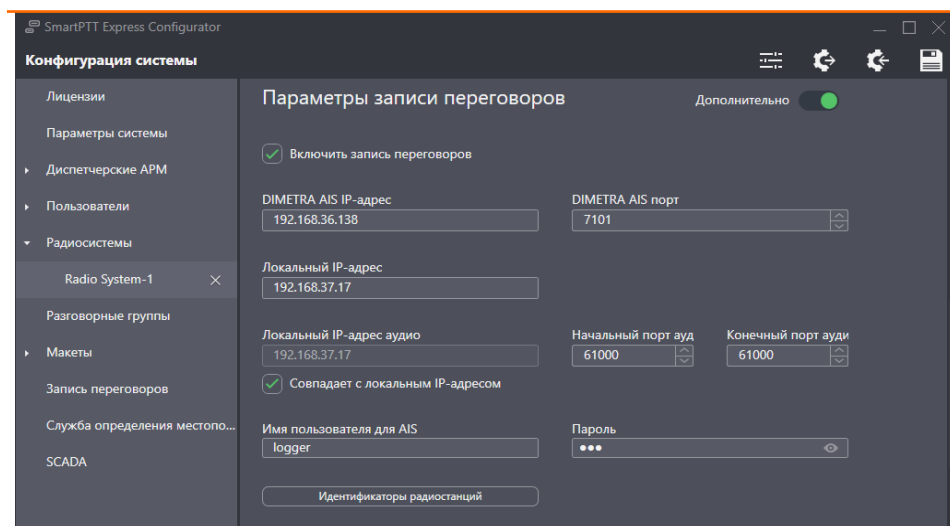 SmartPTT Express Configurator
Конфигурация системы
Лицензии
Параметры системы
Диспетчерские АРМ
Пользователи
Радиосистемы
Radio System-1
Разговорные группы
Макеты
Запись переговоров
Служба определения местопо...
SCADA
Параметры записи переговоров
Дополнительно
Включить запись переговоров
DIMETRA AIS IP-адрес
DIMETRA AIS порт
192.168.36.138
7101
Локальный IP-адрес
192.168.37.17
Локальный IP-адрес аудио
Начальный порт ауд
Конечный порт ауди
192.168.37.17
61000
61000
Совпадает с локальным IP-адресом
Имя пользователя для AIS
Пароль
logger
Идентификаторы радиостанций